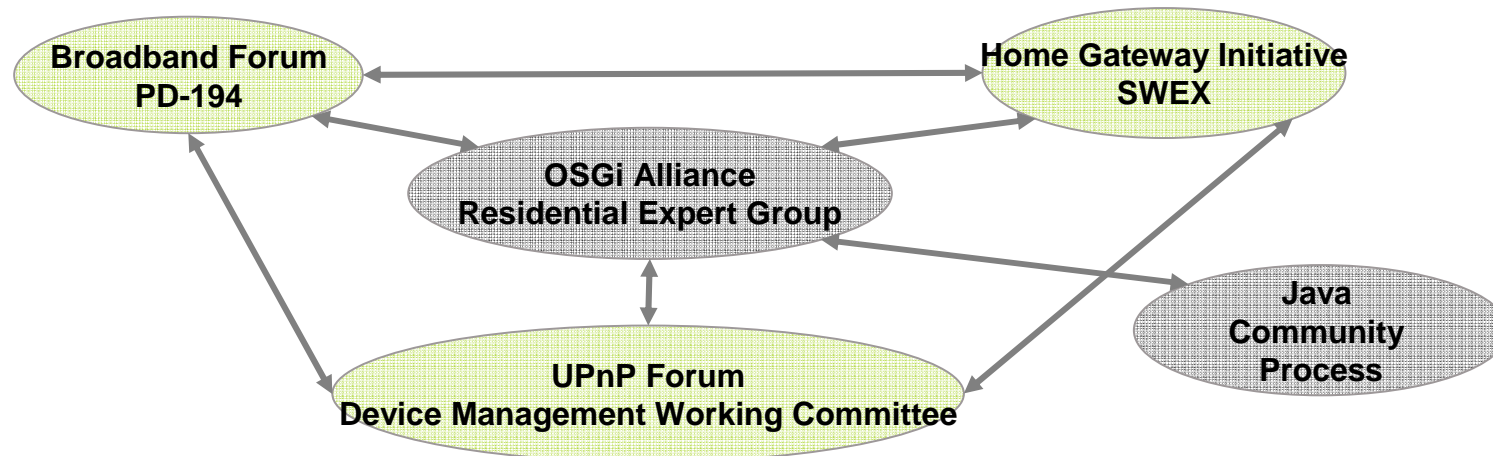 Broadband Forum
PD-194
Home Gateway Initiative
SWEX
OSGi Alliance
Residential Expert Group
Java
Community
Process
UPnP Forum
Device Management Working Committee